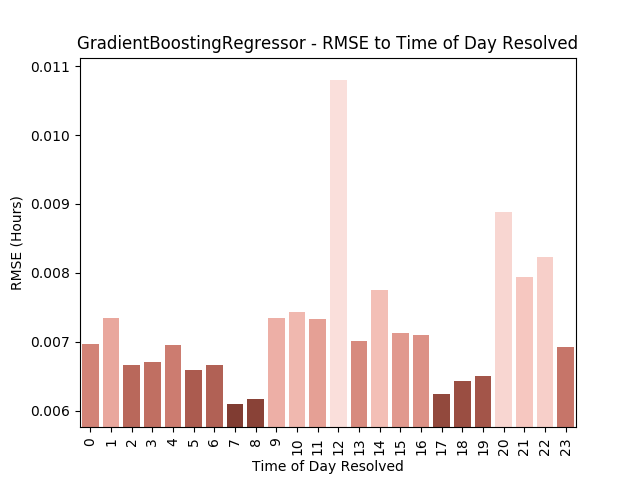 GradientBoostingRegressor - RMSE to Time of Day Resolved
0.011
0.010
0.009
0.008
0.007
0.006
RMSE (Hours)
0 1 2 3 4 5 6 7 8 9 10 11 12 13 14 15 16 17 18 19 20 21 22 23
Time of Day Resolved